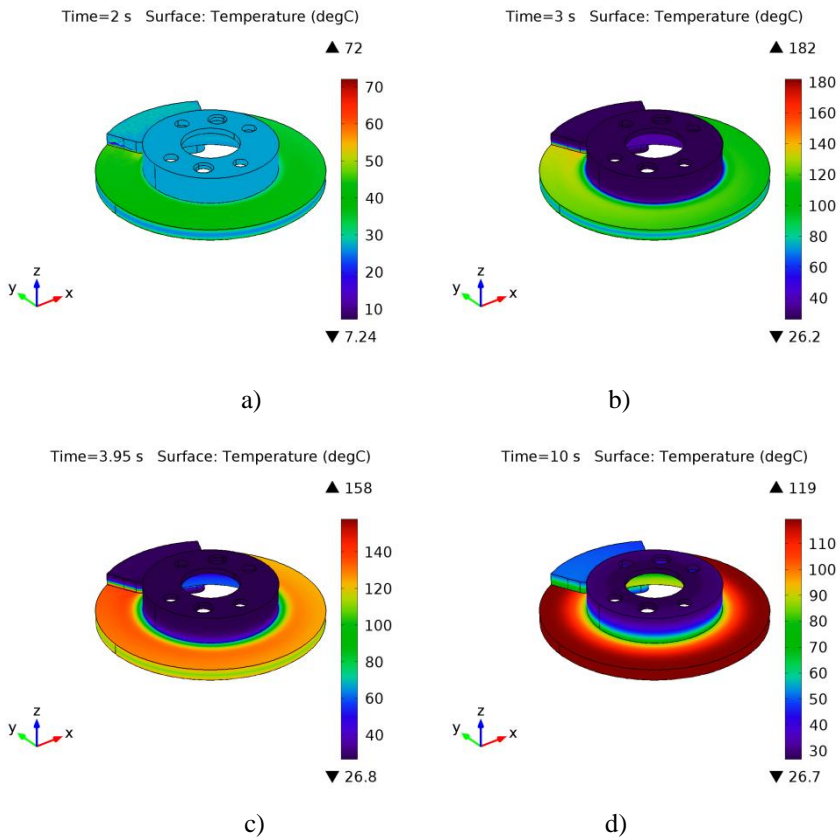 Time=2 s Surface: Temperature (degC)
▲ 72
70
60
50
40
30
20
10
▼ 7.24
z
y
x
a)
Time=3 s Surface: Temperature (degC)
▲ 182
180
160
140
120
100
80
60
40
▼ 26.2
z
y
x
b)
Time=3.95 s Surface: Temperature (degC)
▲ 158
140
120
100
80
60
40
▼ 26.8
z
y
x
c)
Time=10 s Surface: Temperature (degC)
▲ 119
110
100
90
80
70
60
50
40
30
▼ 26.7
z
y
x
d)